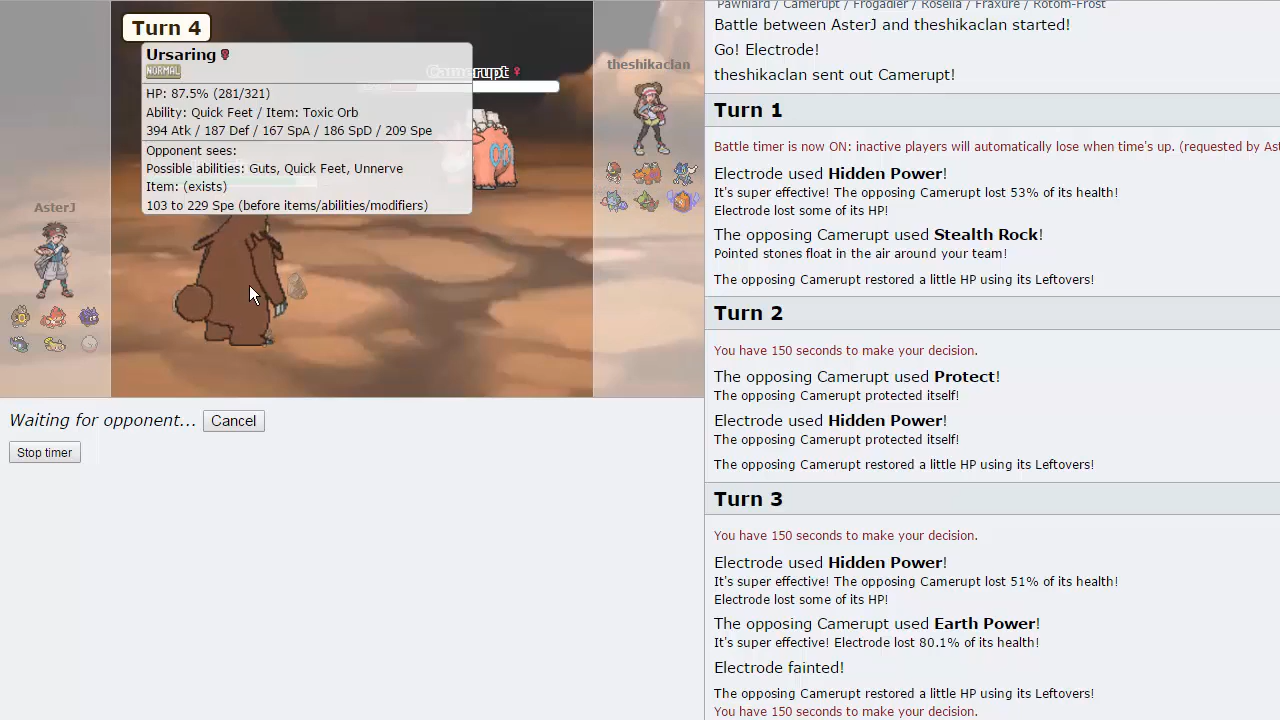 Turn 4
Ursaring
NORMAL
HP: 87.5% (281/321)
Ability: Quick Feet / Item: Toxic Orb
394 Atk / 187 Def / 167 SpA / 186 SpD / 209 Spe
Opponent sees:
Possible abilities: Guts, Quick Feet, Unnerve
Item: (exists)
103 to 229 Spe (before items/abilities/modifiers)
Camerupt
theshikaclan
AsterJ
Waiting for opponent... Cancel
Stop timer
Pawniard / Camerupt / Frogadier / Roselia / Fraxure / Rotom-Frost
Battle between AsterJ and theshikaclan started!
Go! Electrode!
theshikaclan sent out Camerupt!
Turn 1
Battle timer is now ON: inactive players will automatically lose when time's up. (requested by Ast
Electrode used Hidden Power!
It's super effective! The opposing Camerupt lost 53% of its health!
Electrode lost some of its HP!
The opposing Camerupt used Stealth Rock!
Pointed stones float in the air around your team!
The opposing Camerupt restored a little HP using its Leftovers!
Turn 2
You have 150 seconds to make your decision.
The opposing Camerupt used Protect!
The opposing Camerupt protected itself!
Electrode used Hidden Power!
The opposing Camerupt protected itself!
The opposing Camerupt restored a little HP using its Leftovers!
Turn 3
You have 150 seconds to make your decision.
Electrode used Hidden Power!
It's super effective! The opposing Camerupt lost 51% of its health!
Electrode lost some of its HP!
The opposing Camerupt used Earth Power!
It's super effective! Electrode lost 80.1% of its health!
Electrode fainted!
The opposing Camerupt restored a little HP using its Leftovers!
You have 150 seconds to make your decision.